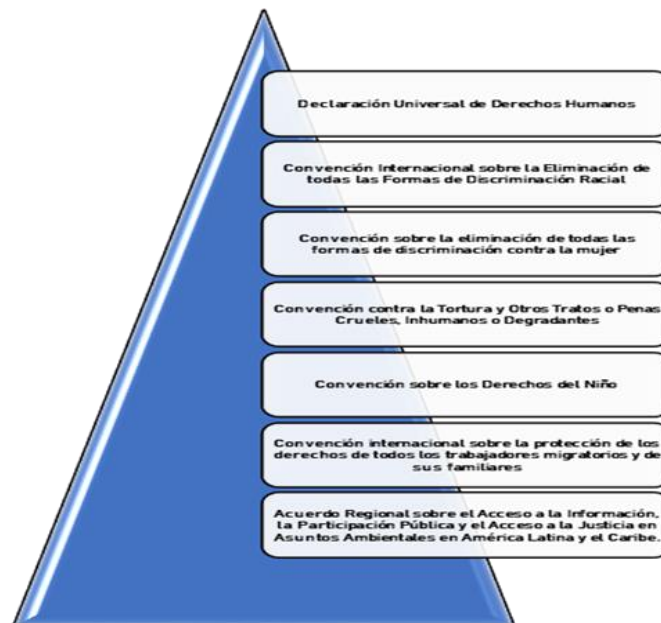 Declaración Universal de Derechos Humanos
Convención Internacional sobre la Eliminación de
todas las Formas de Discriminación Racial
Convención sobre la eliminación de todas las
formas de discriminación contra la mujer
Convención contra la Tortura y Otros Tratos o Penas
Crueles, Inhumanos o Degradantes
Convención sobre los Derechos del Niño
Convención internacional sobre la protección de los
derechos de todos los trabajadores migratorios y de
sus familiares
Acuerdo Regional sobre el Acceso a la Información,
la Participación Pública y el Acceso a la Justicia en
Asuntos Ambientales en América Latina y el Caribe.